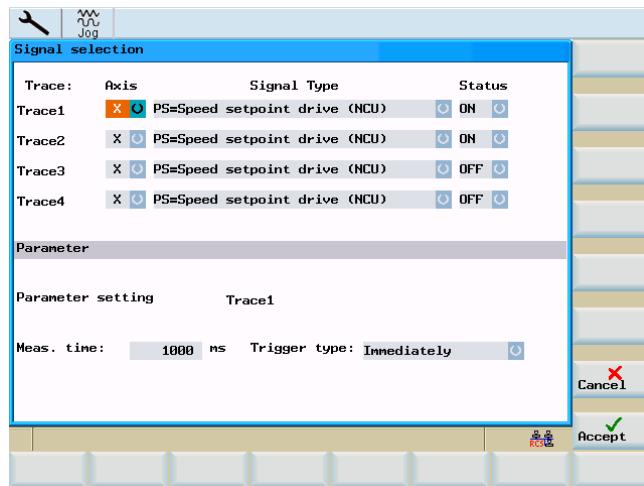 Jog
Signal selection
Trace: Axis Signal Type Status
Trace1 X PS=Speed setpoint drive (NCU) ON
Trace2 X PS=Speed setpoint drive (NCU) ON
Trace3 X PS=Speed setpoint drive (NCU) OFF
Trace4 X PS=Speed setpoint drive (NCU) OFF
Parameter
Parameter setting Trace1
Meas. time: 1000 ms Trigger type: Immediately
Cancel
RCS
Accept